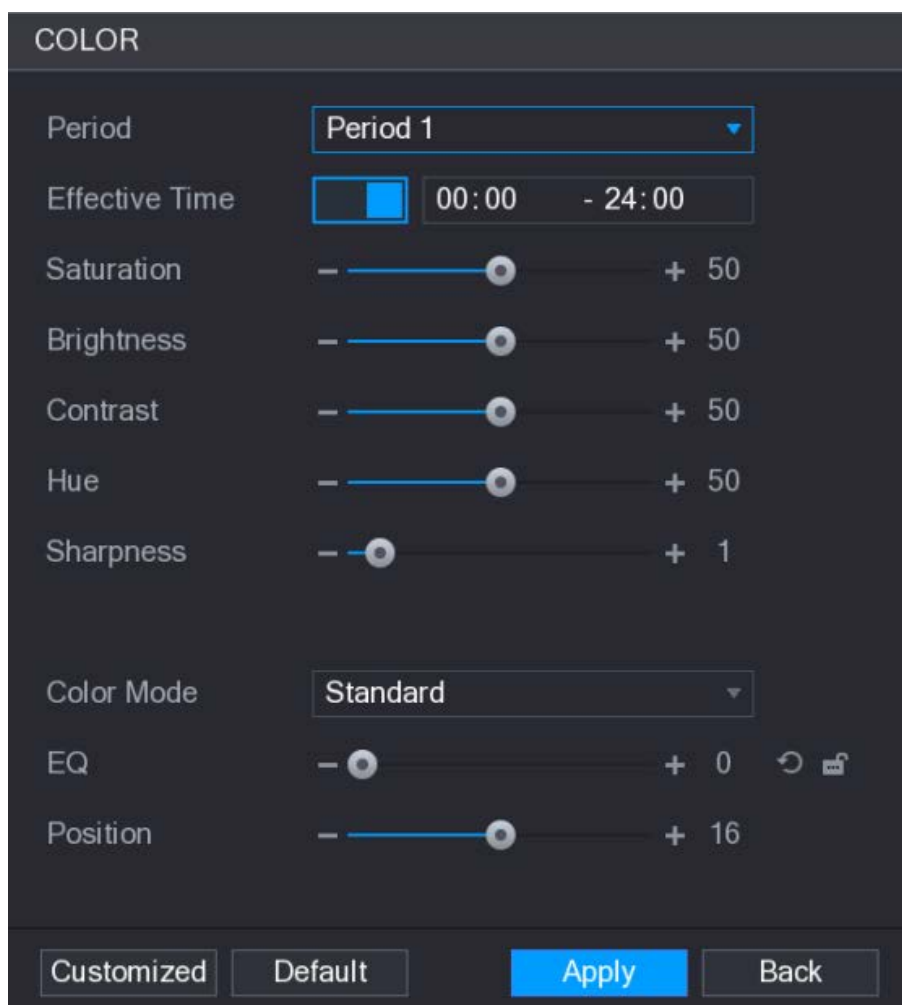 COLOR
Period Period 1
Effective Time 00:00 - 24:00
Saturation 50
Brightness 50
Contrast 50
Hue 50
Sharpness 1
Color Mode Standard
EQ 0
Position 16
Customized Default Apply Back